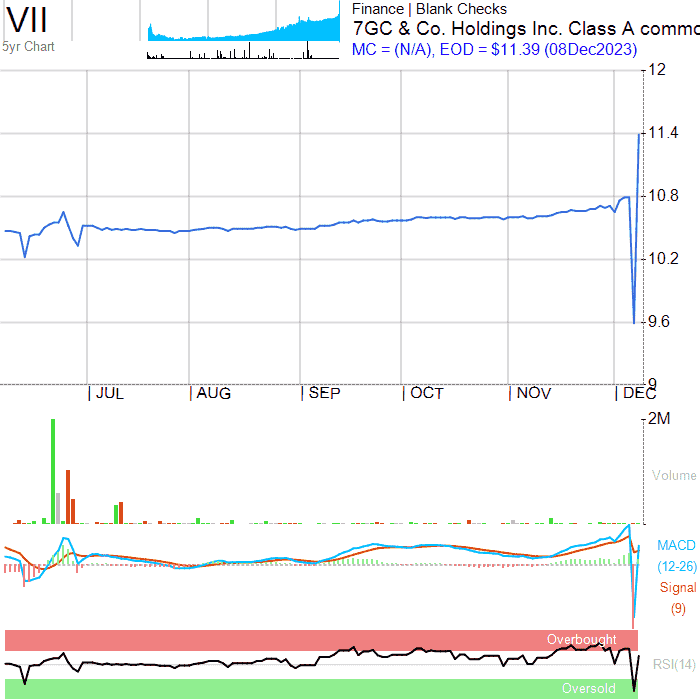 VII
5yr Chart
Finance | Blank Checks
7GC & Co. Holdings Inc. Class A commo
MC = (N/A), EOD = $11.39 (08Dec2023)
12
11.4
10.8
10.2
9.6
9
JUL AUG SEP OCT NOV DEC
2M
Volume
MACD
(12-26)
Signal
(9)
Overbought
RSI(14)
Oversold